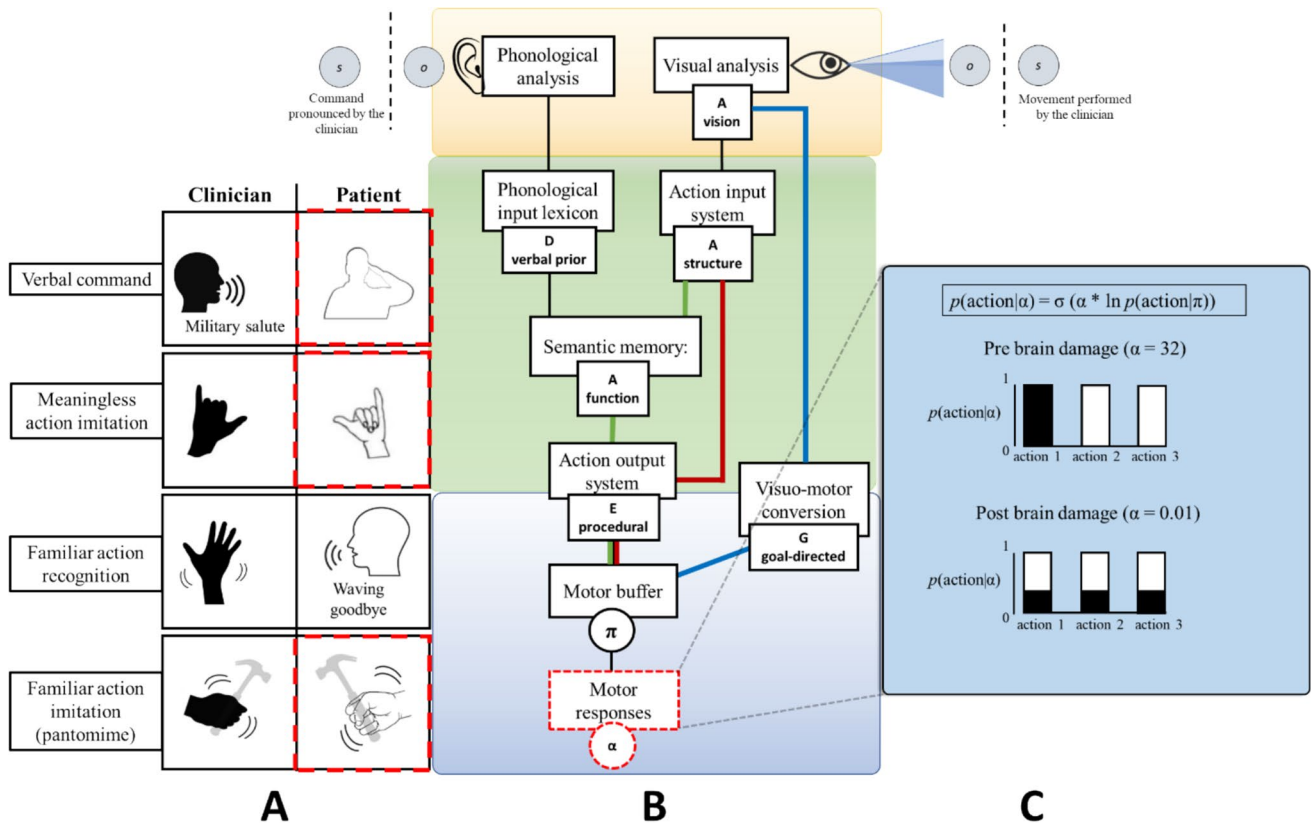 s
o
Command
pronounced by the
clinician
Phonological
analysis
Visual analysis
A
vision
o
s
Movement performed
by the clinician
Clinician
Patient
Verbal command
Military salute
Meaningless
action imitation
Familiar action
recognition
Waving
goodbye
Familiar action
imitation
(pantomime)
Phonological
input lexicon
D
verbal prior
Action input
system
A
structure
Semantic memory:
A
function
Action output
system
E
procedural
Visuo-motor
conversion
G
goal-directed
Motor buffer
π
Motor
responses
α
p(action|α) = σ (α * ln p(action|π))
Pre brain damage (α = 32)
1
p(action|α)
0
action 1 action 2 action 3
Post brain damage (α = 0.01)
1
p(action|α)
0
action 1 action 2 action 3
A
B
C